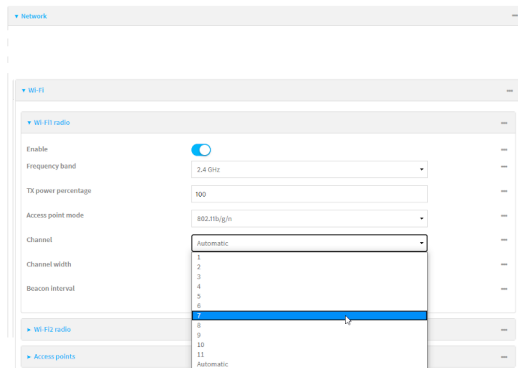 Network
Wi-Fi
Wi-Fi1 radio
Enable
Frequency band
2.4 GHz
TX power percentage
100
Access point mode
802.11b/g/n
Channel
Automatic
1
2
Channel width
3
4
5
Beacon interval
6
7
8
Wi-Fi2 radio
9
10
11
Access points
Automatic